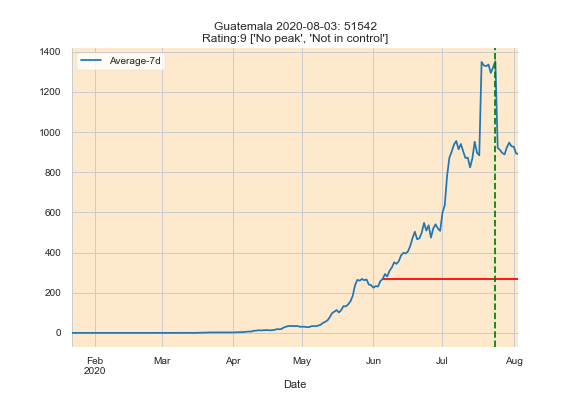 Guatemala 2020-08-03: 51542
Rating:9 ['No peak', 'Not in control']
Average-7d
1400
1200
1000
800
600
400
200
0
Feb Mar Apr May Jun Jul Aug
2020
Date